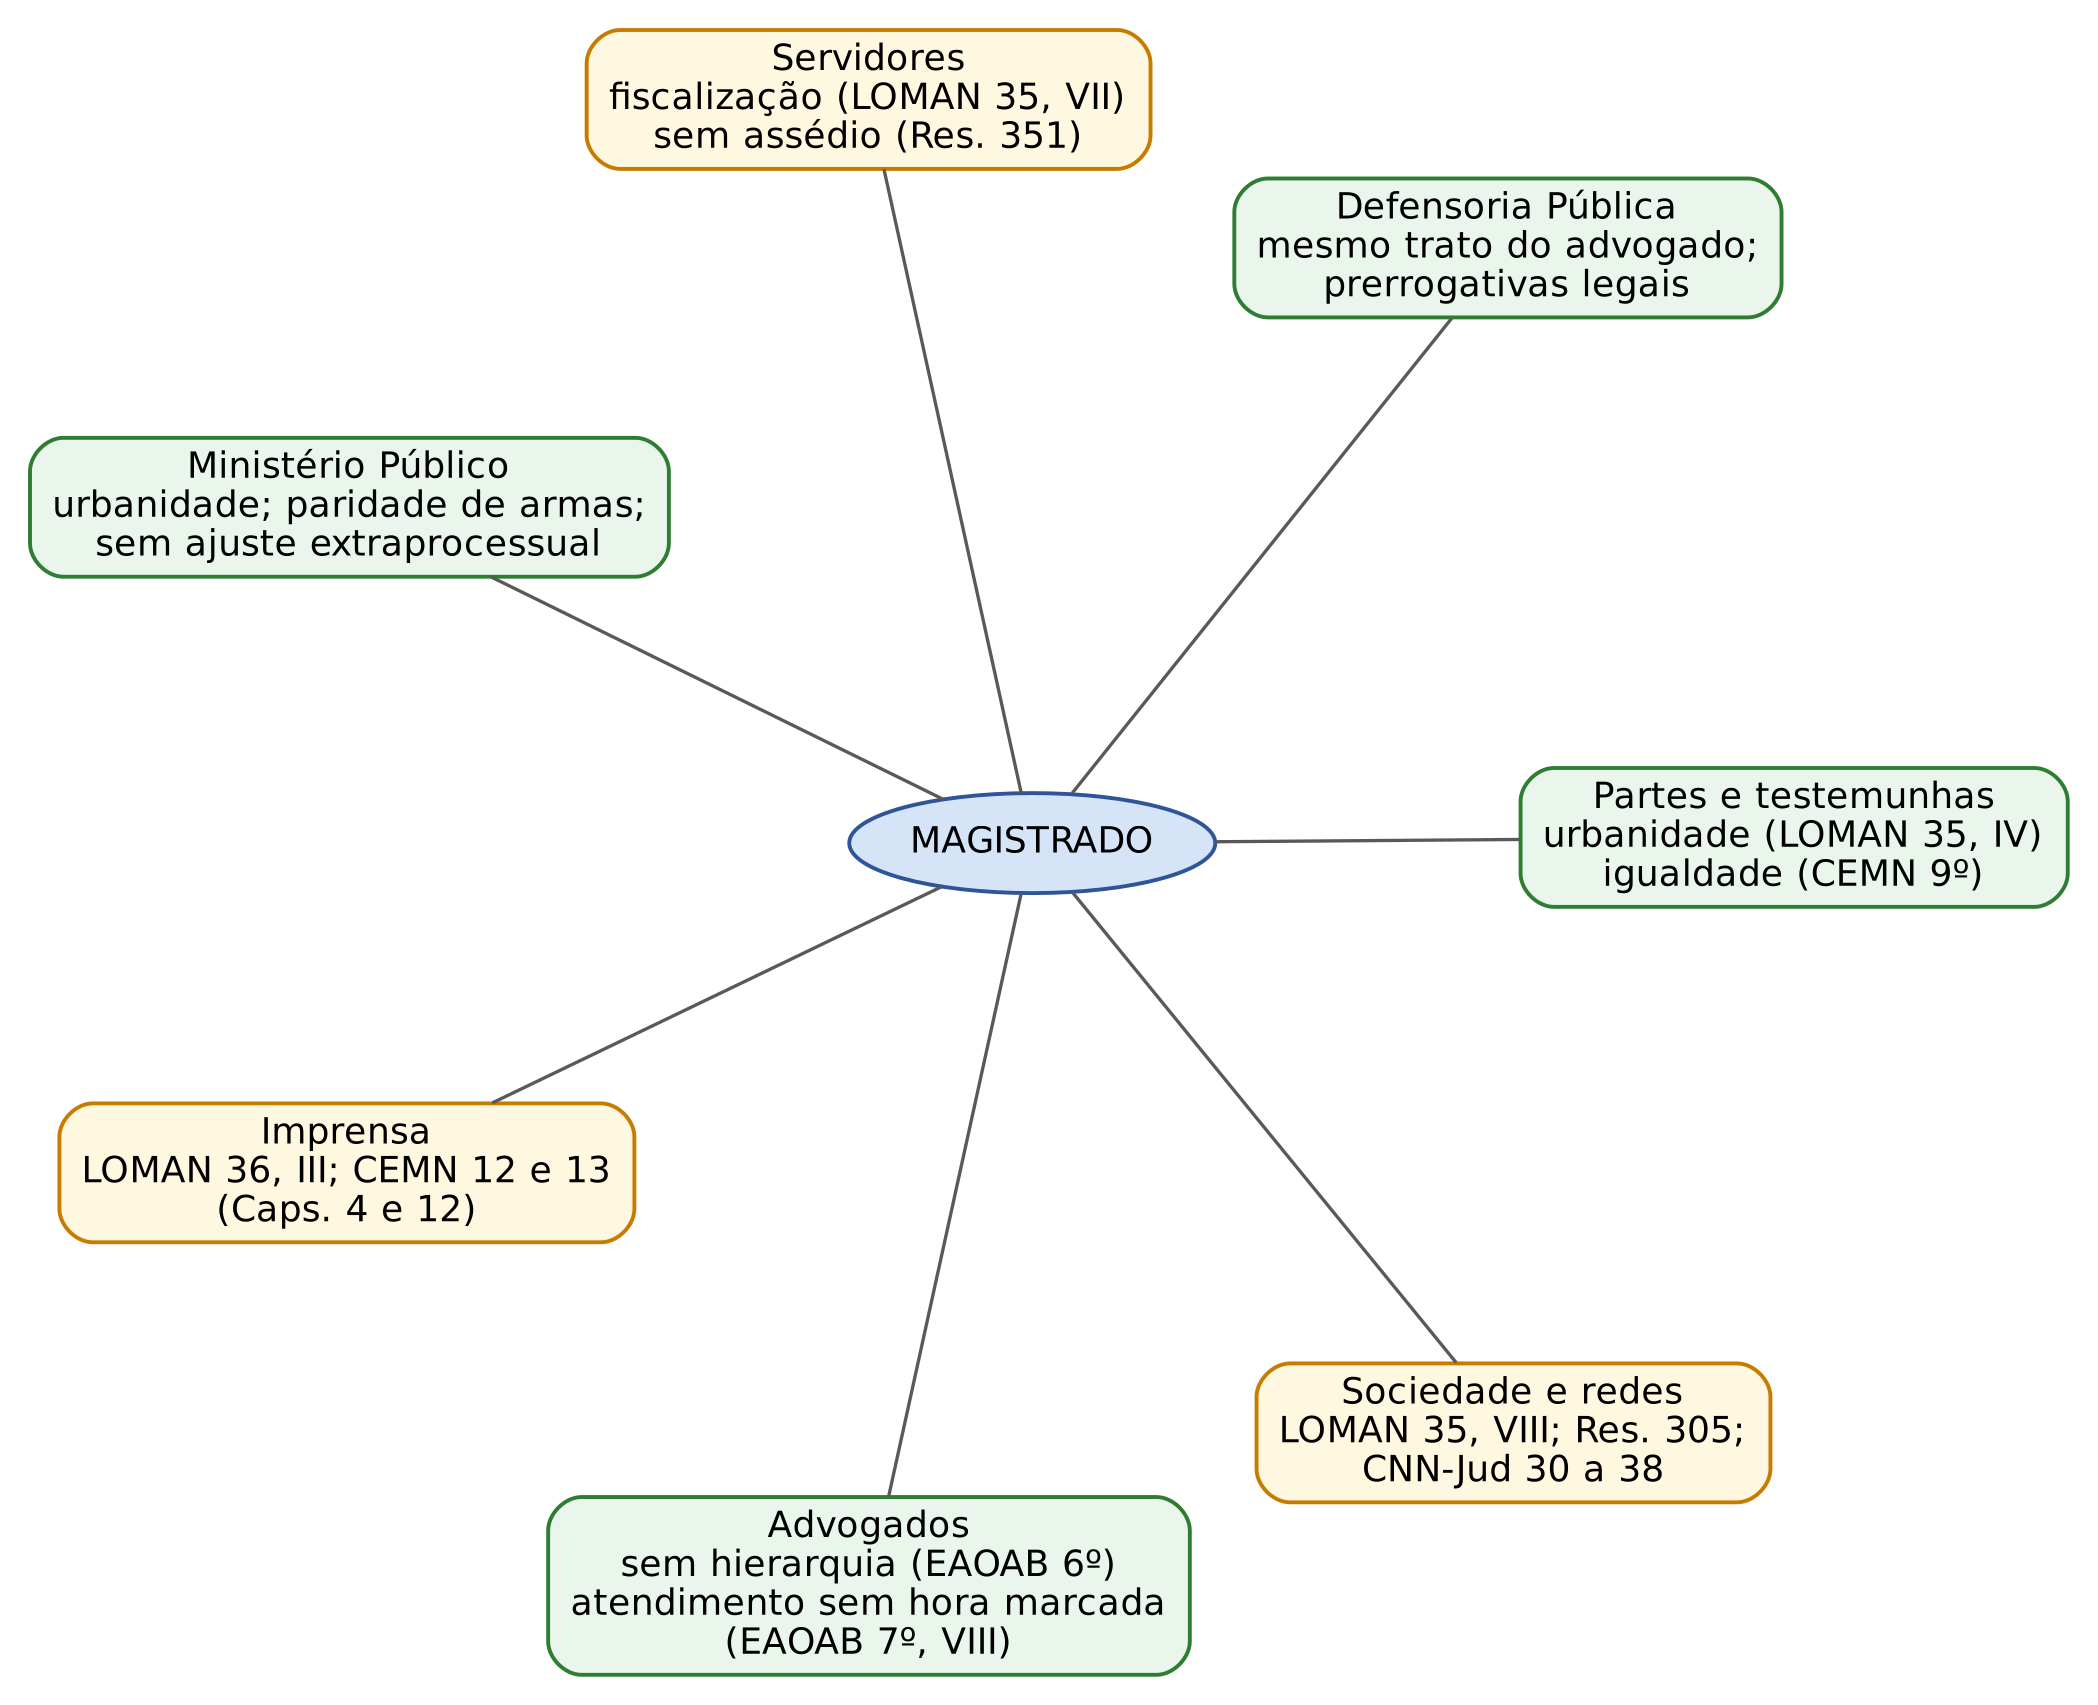 Servidores
fiscalização (LOMAN 35, VII)
sem assédio (Res. 351)
Defensoria Pública
mesmo trato do advogado;
prerrogativas legais
Ministério Público
urbanidade; paridade de armas;
sem ajuste extraprocessual
Partes e testemunhas
urbanidade (LOMAN 35, IV)
igualdade (CEMN 9º)
MAGISTRADO
Imprensa
LOMAN 36, III; CEMN 12 e 13
(Caps. 4 e 12)
Sociedade e redes
LOMAN 35, VIII; Res. 305;
CNN-Jud 30 a 38
Advogados
sem hierarquia (EAOAB 6º)
atendimento sem hora marcada
(EAOAB 7º, VIII)